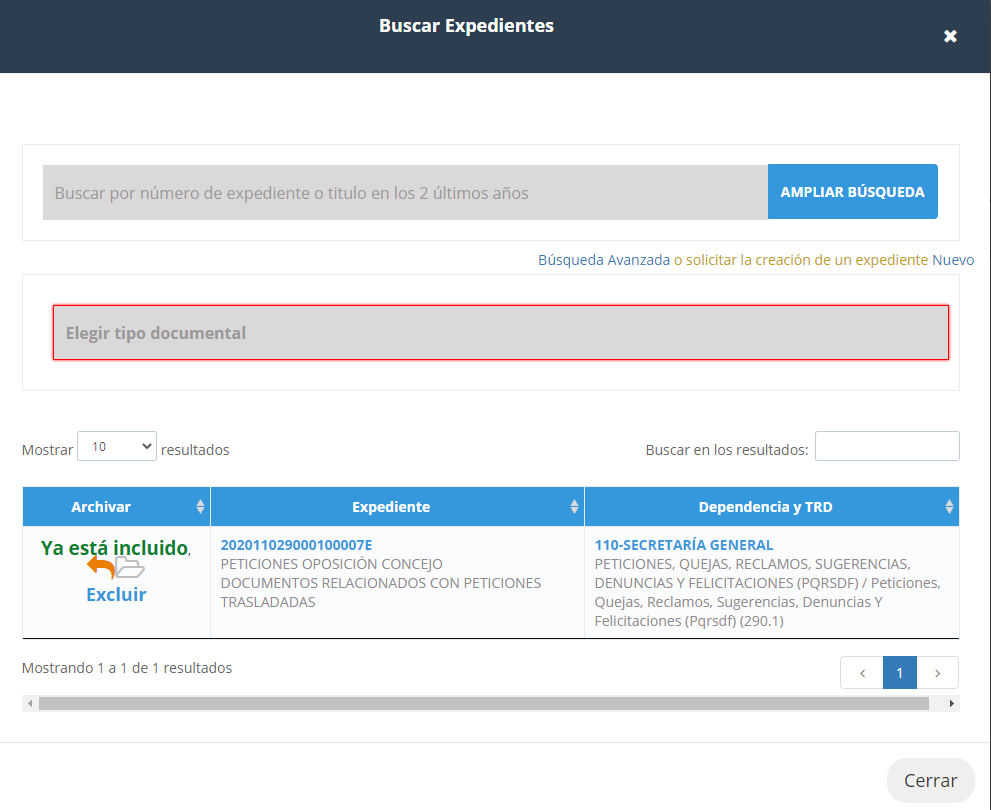 Buscar Expedientes
Buscar por número de expediente o titulo en los 2 últimos años
AMPLIAR BÚSQUEDA
Búsqueda Avanzada o solicitar la creación de un expediente Nuevo
Elegir tipo documental
Mostrar 10 resultados
Buscar en los resultados:
Archivar
Expediente
Dependencia y TRD
Ya está incluido,
Excluir
202011029000100007E
PETICIONES OPOSICIÓN CONCEJO
DOCUMENTOS RELACIONADOS CON PETICIONES
TRASLADADAS
110-SECRETARÍA GENERAL
PETICIONES, QUEJAS, RECLAMOS, SUGERENCIAS,
DENUNCIAS Y FELICITACIONES (PQRSDF) / Peticiones,
Quejas, Reclamos, Sugerencias, Denuncias Y
Felicitaciones (Pqrsdf) (290.1)
Mostrando 1 a 1 de 1 resultados
1
Cerrar